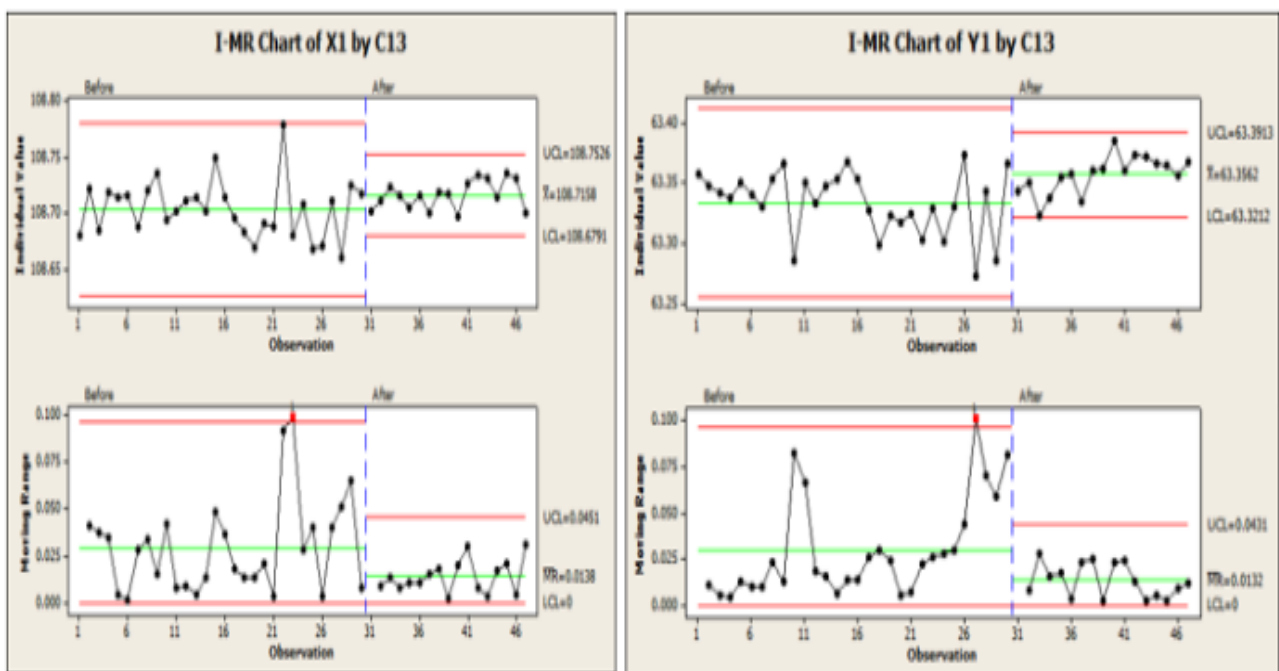 I-MR Chart of X1 by C13
Before
After
108.80
108.75
108.70
108.65
Individual Value
UCL=108.7526
X̄=108.7158
LCL=108.6791
1 6 11 16 21 26 31 36 41 46
Observation
Before
After
0.100
0.075
0.050
0.025
0.000
Moving Range
UCL=0.0451
M̄R̄=0.0138
LCL=0
1 6 11 16 21 26 31 36 41 46
Observation
I-MR Chart of Y1 by C13
Before
After
63.40
63.35
63.30
63.25
Individual Value
UCL=63.3913
X̄=63.3562
LCL=63.3212
1 6 11 16 21 26 31 36 41 46
Observation
Before
After
0.100
0.075
0.050
0.025
0.000
Moving Range
UCL=0.0431
M̄R̄=0.0132
LCL=0
1 6 11 16 21 26 31 36 41 46
Observation